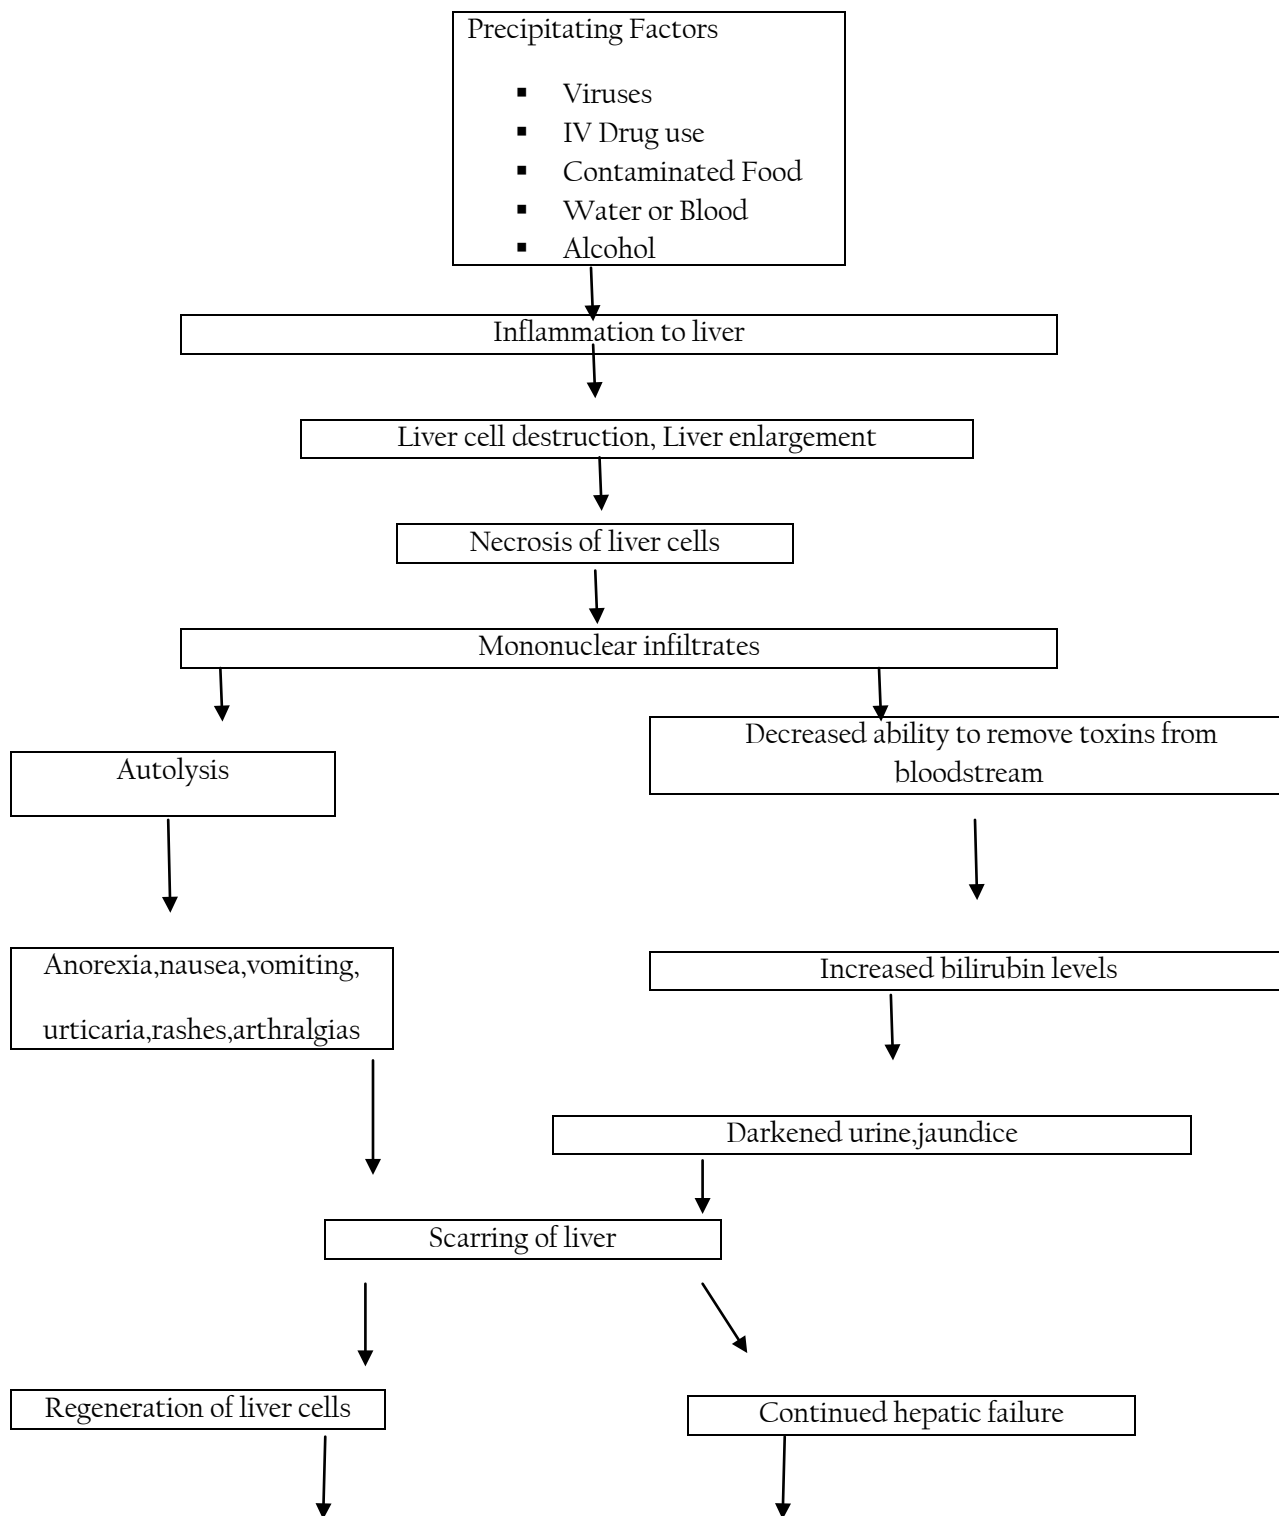 Precipitating Factors
▪ Viruses
▪ IV Drug use
▪ Contaminated Food
▪ Water or Blood
▪ Alcohol
Inflammation to liver
Liver cell destruction, Liver enlargement
Necrosis of liver cells
Mononuclear infiltrates
Autolysis
Decreased ability to remove toxins from
bloodstream
Anorexia,nausea,vomiting,
urticaria,rashes,arthralgias
Increased bilirubin levels
Darkened urine,jaundice
Scarring of liver
Regeneration of liver cells
Continued hepatic failure